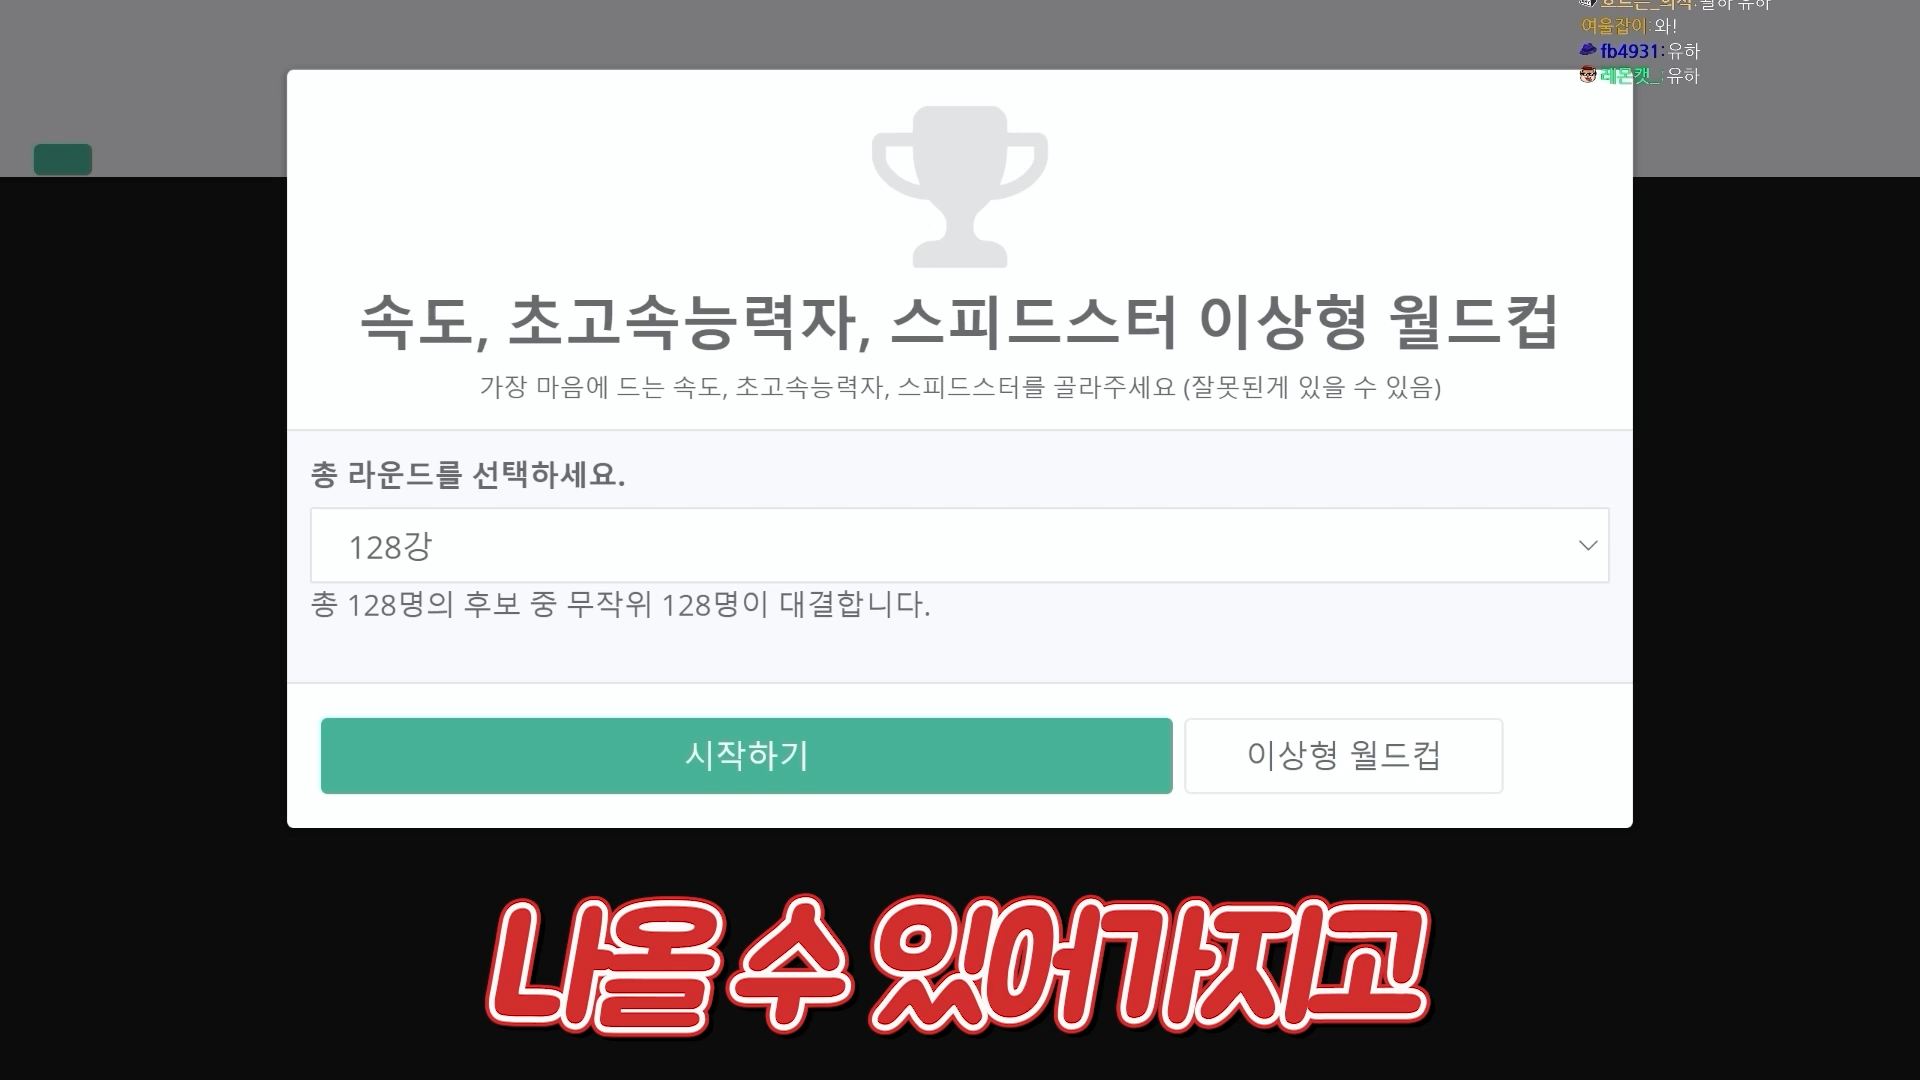 여울잡이: 와!
fb4931: 유하
레몬캣_: 유하
속도, 초고속능력자, 스피드스터 이상형 월드컵
가장 마음에 드는 속도, 초고속능력자, 스피드스터를 골라주세요 (잘못된게 있을 수 있음)
총 라운드를 선택하세요.
128강
총 128명의 후보 중 무작위 128명이 대결합니다.
시작하기
이상형 월드컵
나올 수 있어가지고